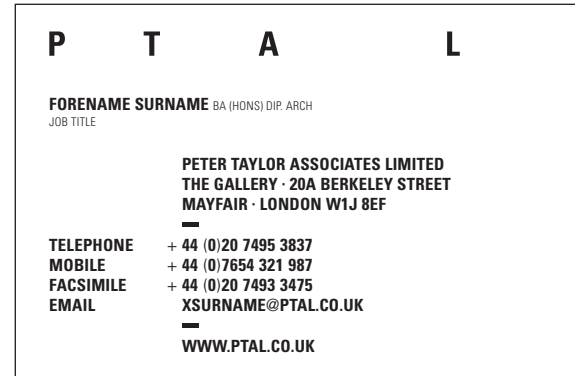 P T A L
FORENAME SURNAME BA (HONS) DIP. ARCH
JOB TITLE
PETER TAYLOR ASSOCIATES LIMITED
THE GALLERY · 20A BERKELEY STREET
MAYFAIR · LONDON W1J 8EF
TELEPHONE + 44 (0)20 7495 3837
MOBILE + 44 (0)7654 321 987
FACSIMILE + 44 (0)20 7493 3475
EMAIL XSURNAME@PTAL.CO.UK
WWW.PTAL.CO.UK